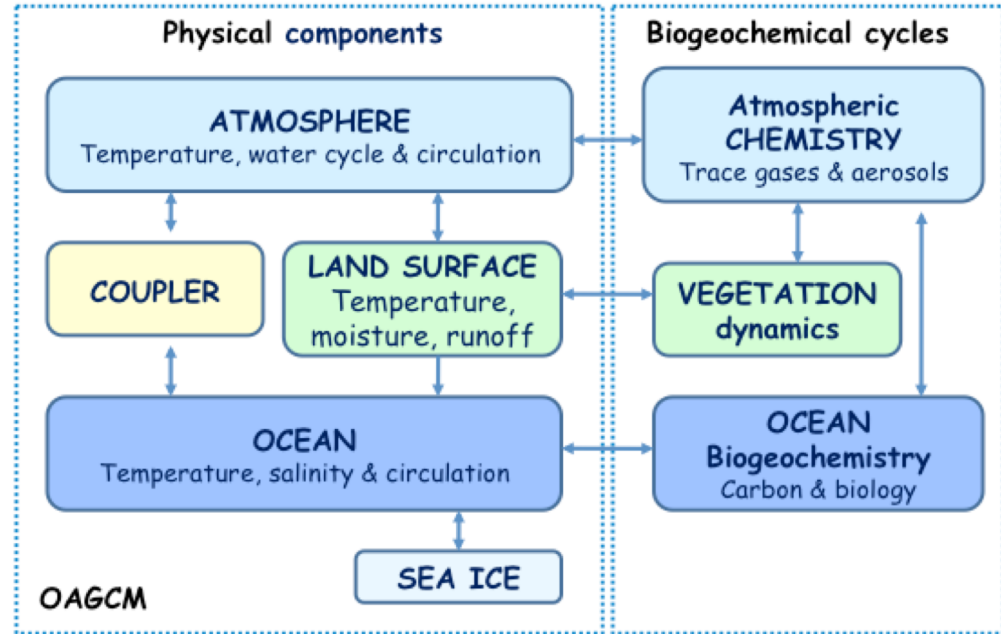 Physical components
ATMOSPHERE
Temperature, water cycle & circulation
COUPLER
LAND SURFACE
Temperature,
moisture, runoff
OCEAN
Temperature, salinity & circulation
SEA ICE
OAGCM
Biogeochemical cycles
Atmospheric
CHEMISTRY
Trace gases & aerosols
VEGETATION
dynamics
OCEAN
Biogeochemistry
Carbon & biology